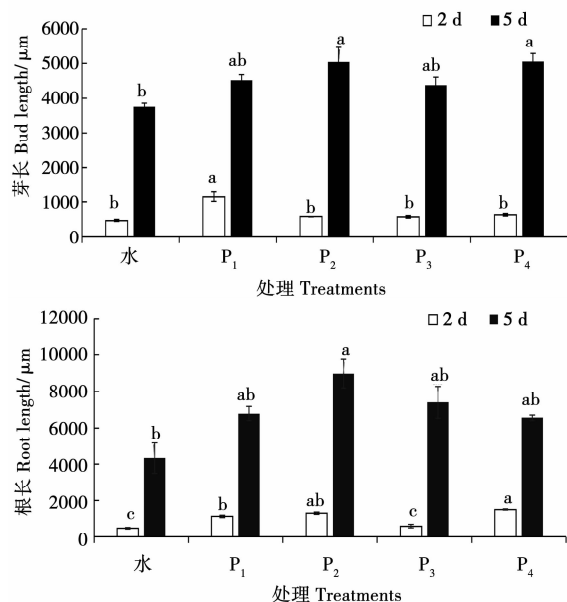 □ 2 d ■ 5 d
芽长 Bud length/μm
6000
5000
4000
3000
2000
1000
0
b b
a ab
b a
b ab
b a
水 P₁ P₂ P₃ P₄
处理 Treatments
□ 2 d ■ 5 d
根长 Root length/μm
12000
10000
8000
6000
4000
2000
0
c b
b ab
ab a
c ab
a ab
水 P₁ P₂ P₃ P₄
处理 Treatments